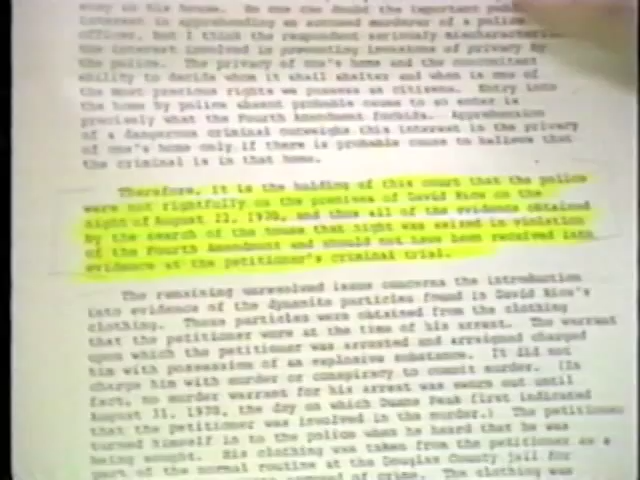 away in his house. No one can doubt the important
interest in apprehending an accused murderer of a police
officer, but I think the respondent seriously mischaracterizes
the interest involved in preventing invasions of privacy by
the police. The privacy of one's home and the concomitant
ability to decide whom it shall shelter and when is one of
the most precious rights we possess as citizens. Entry into
the home by police absent probable cause to so enter is
precisely what the Fourth Amendment forbids. Apprehension
of a dangerous criminal outweighs this interest in the privacy
of one's home only if there is probable cause to believe that
the criminal is in that home.
Therefore, it is the holding of this court that the police
were not rightfully on the premises of David Rice on the
night of August 22, 1970, and thus all of the evidence obtained
by the search of the house that night was seized in violation
of the Fourth Amendment and should not have been received into
evidence at the petitioner's criminal trial.
The remaining unresolved issue concerns the introduction
into evidence of the dynamite particles found in David Rice's
clothing. Those particles were obtained from the clothing
that the petitioner wore at the time of his arrest. The warrant
upon which the petitioner was arrested and arraigned charged
him with possession of an explosive substance. It did not
charge him with murder or conspiracy to commit murder. (In
fact, no murder warrant for his arrest was sworn out until
August 31, 1970, the day on which Duane Peak first indicated
that the petitioner was involved in the murder.) The petitioner
turned himself in to the police when he heard that he was
being sought. His clothing was taken from the petitioner as a
part of the normal routine at the Douglas County jail for
of crime. The clothing was